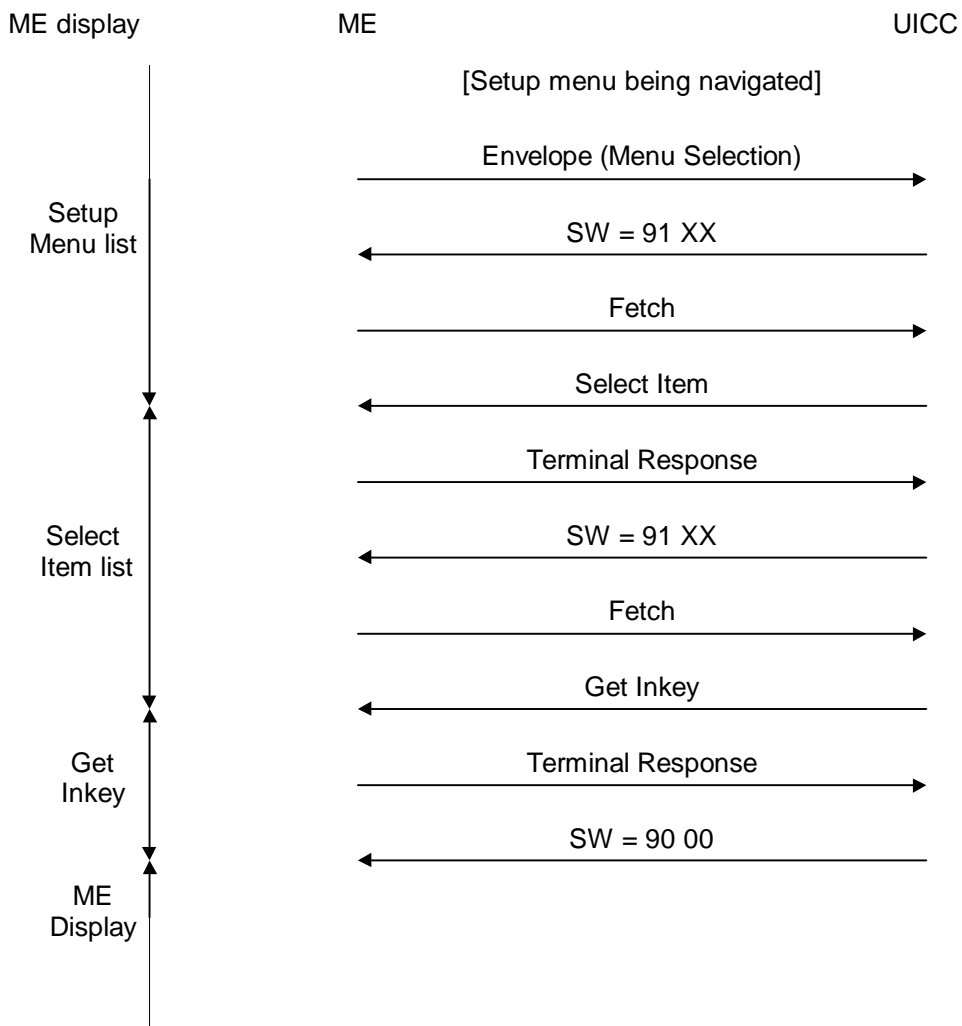 ME display ME UICC
[Setup menu being navigated]
Envelope (Menu Selection)
Setup
Menu list
SW = 91 XX
Fetch
Select Item
Terminal Response
Select
Item list
SW = 91 XX
Fetch
Get Inkey
Get
Inkey
Terminal Response
SW = 90 00
ME
Display